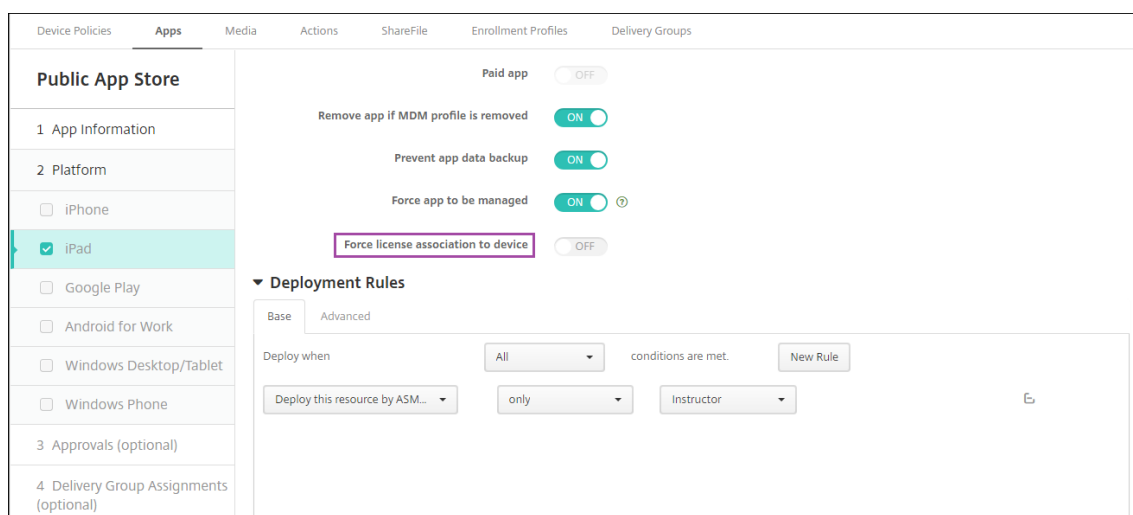 Device Policies Apps Media Actions ShareFile Enrollment Profiles Delivery Groups
Public App Store
1 App Information
2 Platform
iPhone
iPad
Google Play
Android for Work
Windows Desktop/Tablet
Windows Phone
3 Approvals (optional)
4 Delivery Group Assignments
(optional)
Paid app OFF
Remove app if MDM profile is removed ON
Prevent app data backup ON
Force app to be managed ON ?
Force license association to device OFF
Deployment Rules
Base Advanced
Deploy when All conditions are met. New Rule
Deploy this resource by ASM... only Instructor